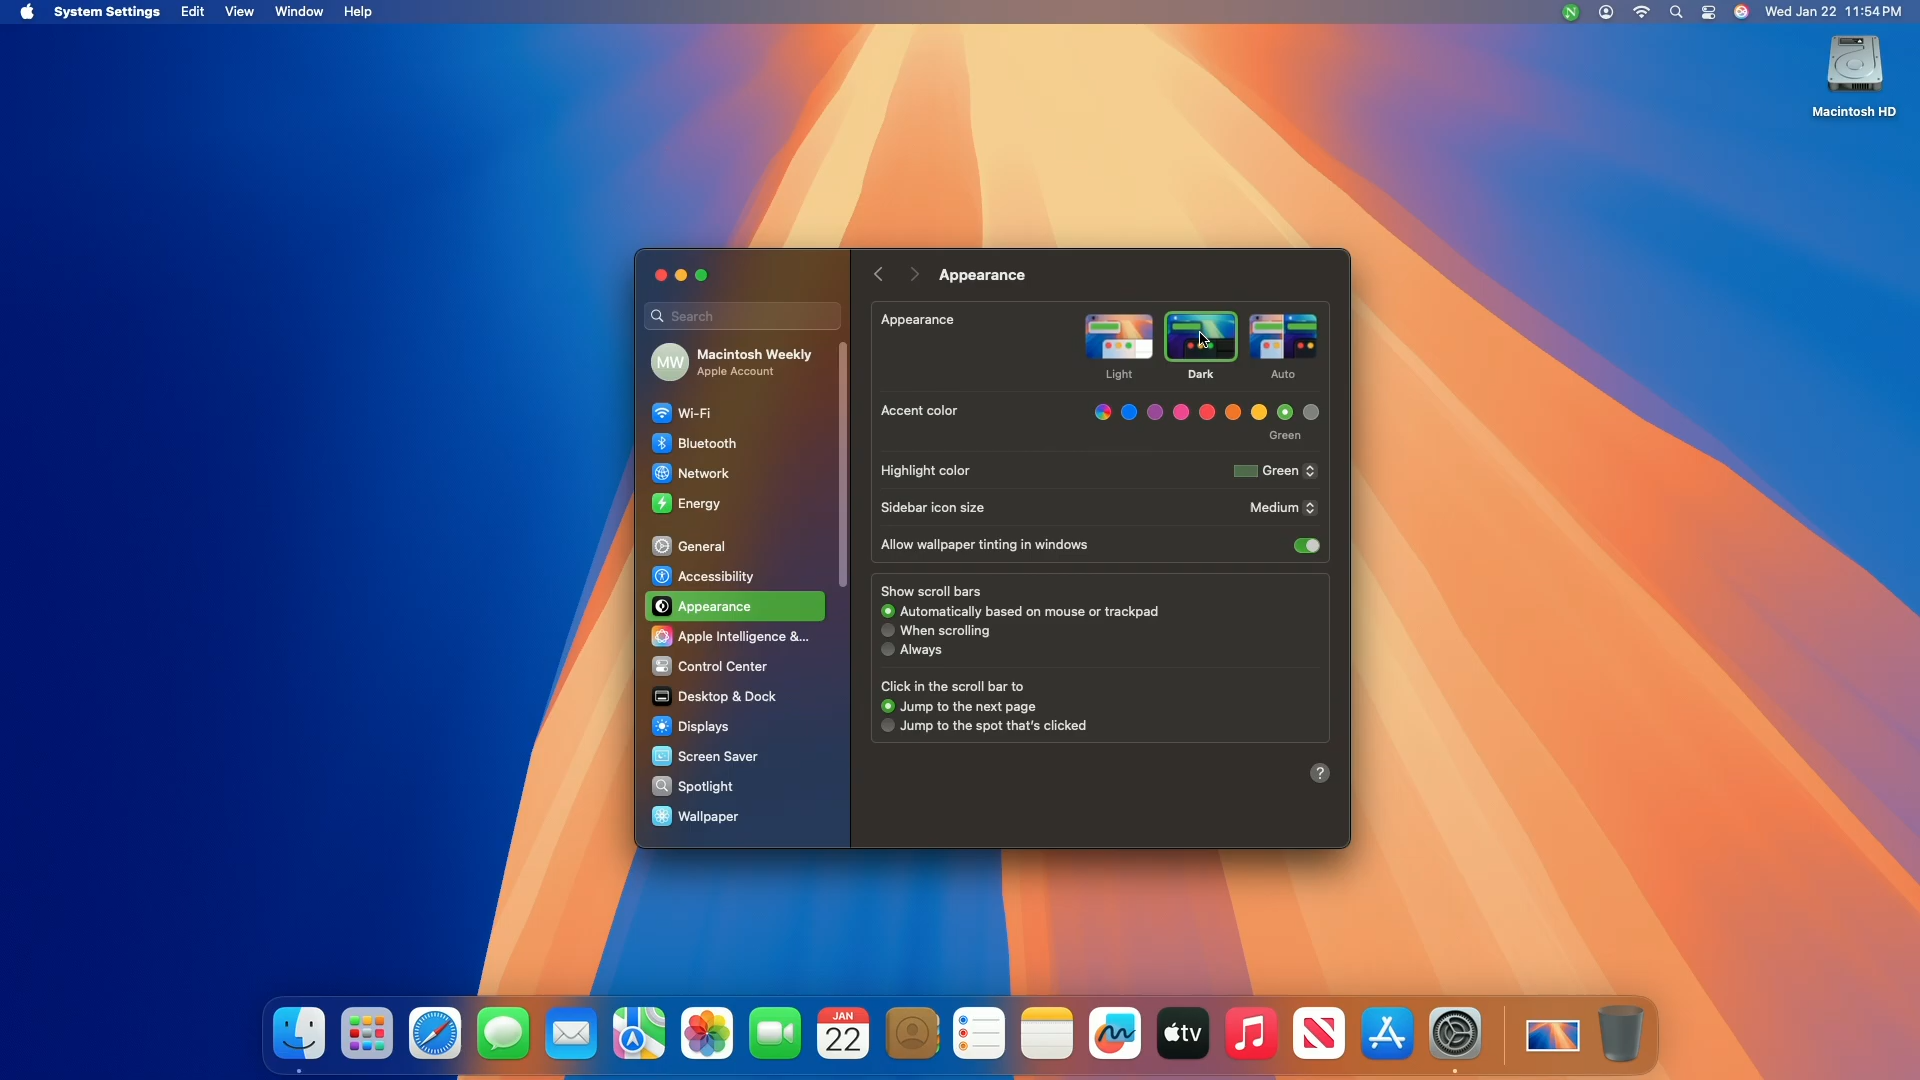 System Settings Edit View Window Help Wed Jan 22 11:54 PM
Macintosh HD
Appearance
Search
MW Macintosh Weekly
Apple Account
Wi-Fi
Bluetooth
Network
Energy
General
Accessibility
Appearance
Apple Intelligence &...
Control Center
Desktop & Dock
Displays
Screen Saver
Spotlight
Wallpaper
Appearance
Light Dark Auto
Accent color
Green
Highlight color Green
Sidebar icon size Medium
Allow wallpaper tinting in windows
Show scroll bars
Automatically based on mouse or trackpad
When scrolling
Always
Click in the scroll bar to
Jump to the next page
Jump to the spot that's clicked
?
JAN
22
tv